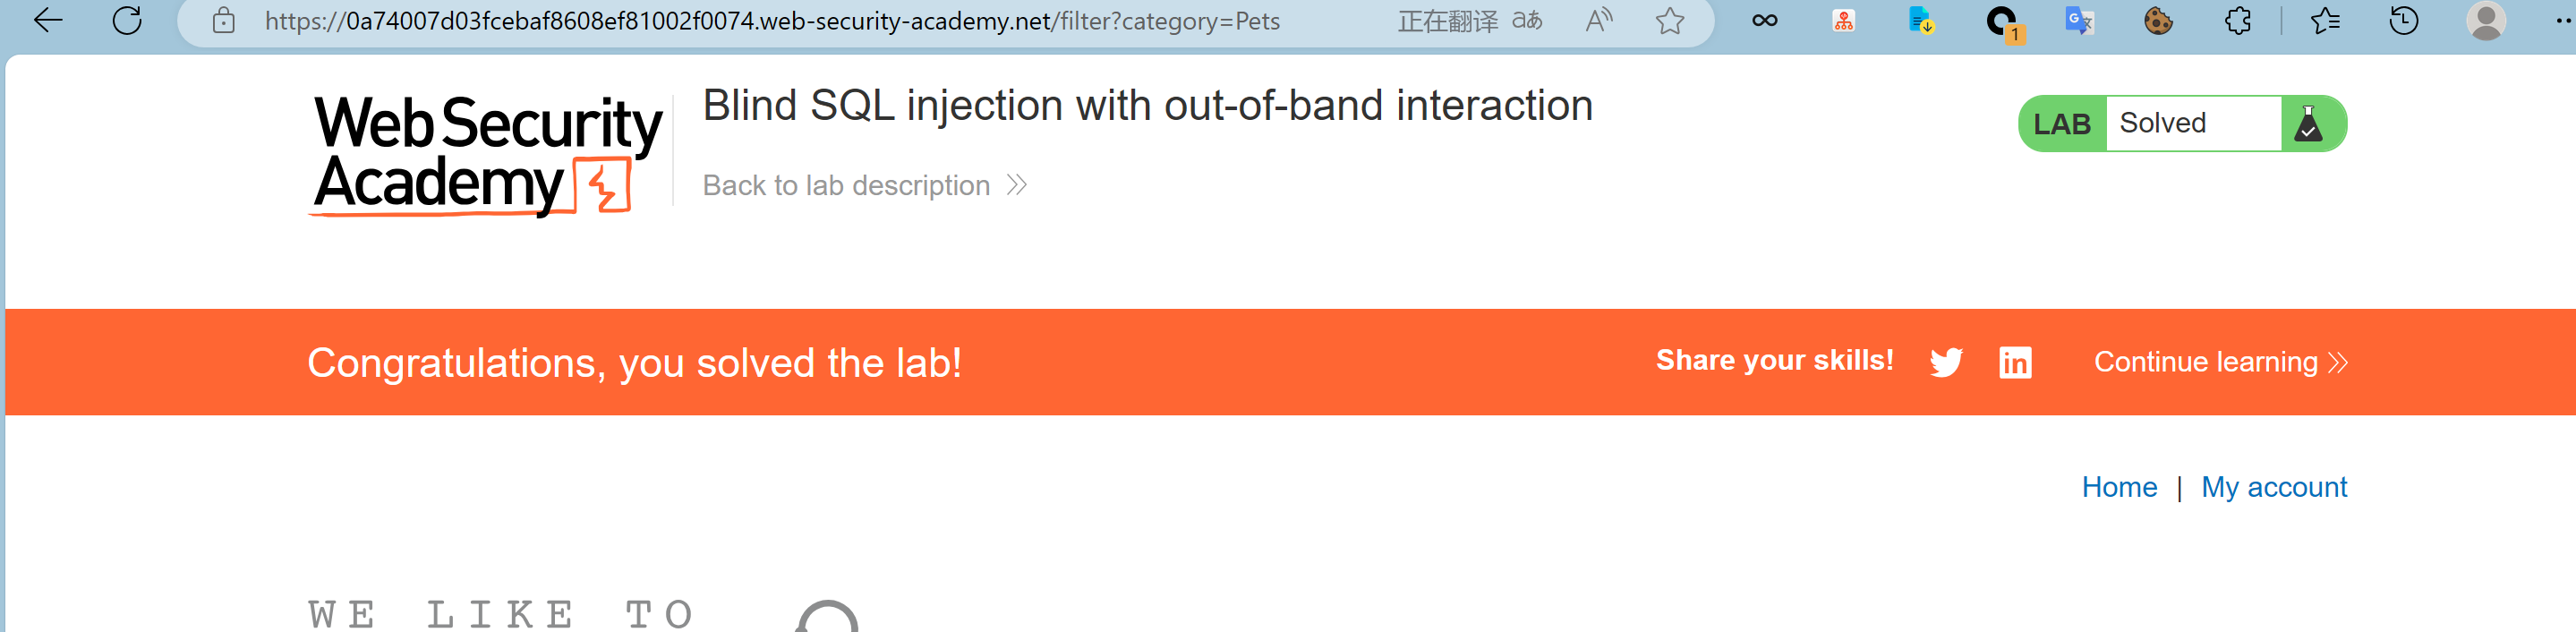 https://0a74007d03fcebaf8608ef81002f0074.web-security-academy.net/filter?category=Pets 正在翻译 aあ A 1 G 文
Web Security
Academy
Blind SQL injection with out-of-band interaction
Back to lab description
LAB Solved
Congratulations, you solved the lab!
Share your skills! in Continue learning
Home | My account
WE LIKE TO